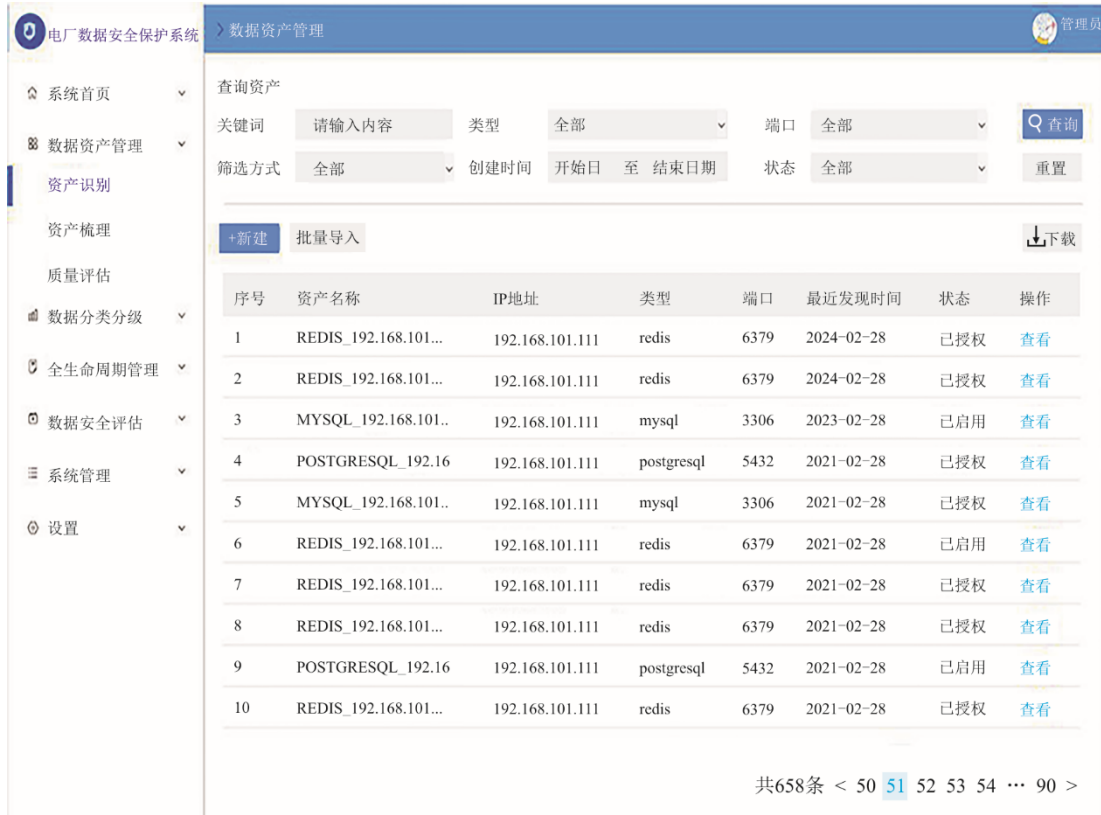 电厂数据安全保护系统
数据资产管理
管理员
系统首页
数据资产管理
资产识别
资产梳理
质量评估
数据分类分级
全生命周期管理
数据安全评估
系统管理
设置
查询资产
关键词 请输入内容 类型 全部 端口 全部 查询
筛选方式 全部 创建时间 开始日 至 结束日期 状态 全部 重置
+新建 批量导入 下载
序号 资产名称 IP地址 类型 端口 最近发现时间 状态 操作
1 REDIS_192.168.101... 192.168.101.111 redis 6379 2024-02-28 已授权 查看
2 REDIS_192.168.101... 192.168.101.111 redis 6379 2024-02-28 已授权 查看
3 MYSQL_192.168.101.. 192.168.101.111 mysql 3306 2023-02-28 已启用 查看
4 POSTGRESQL_192.16 192.168.101.111 postgresql 5432 2021-02-28 已授权 查看
5 MYSQL_192.168.101.. 192.168.101.111 mysql 3306 2021-02-28 已授权 查看
6 REDIS_192.168.101... 192.168.101.111 redis 6379 2021-02-28 已启用 查看
7 REDIS_192.168.101... 192.168.101.111 redis 6379 2021-02-28 已授权 查看
8 REDIS_192.168.101... 192.168.101.111 redis 6379 2021-02-28 已授权 查看
9 POSTGRESQL_192.16 192.168.101.111 postgresql 5432 2021-02-28 已启用 查看
10 REDIS_192.168.101... 192.168.101.111 redis 6379 2021-02-28 已授权 查看
共658条 < 50 51 52 53 54 … 90 >